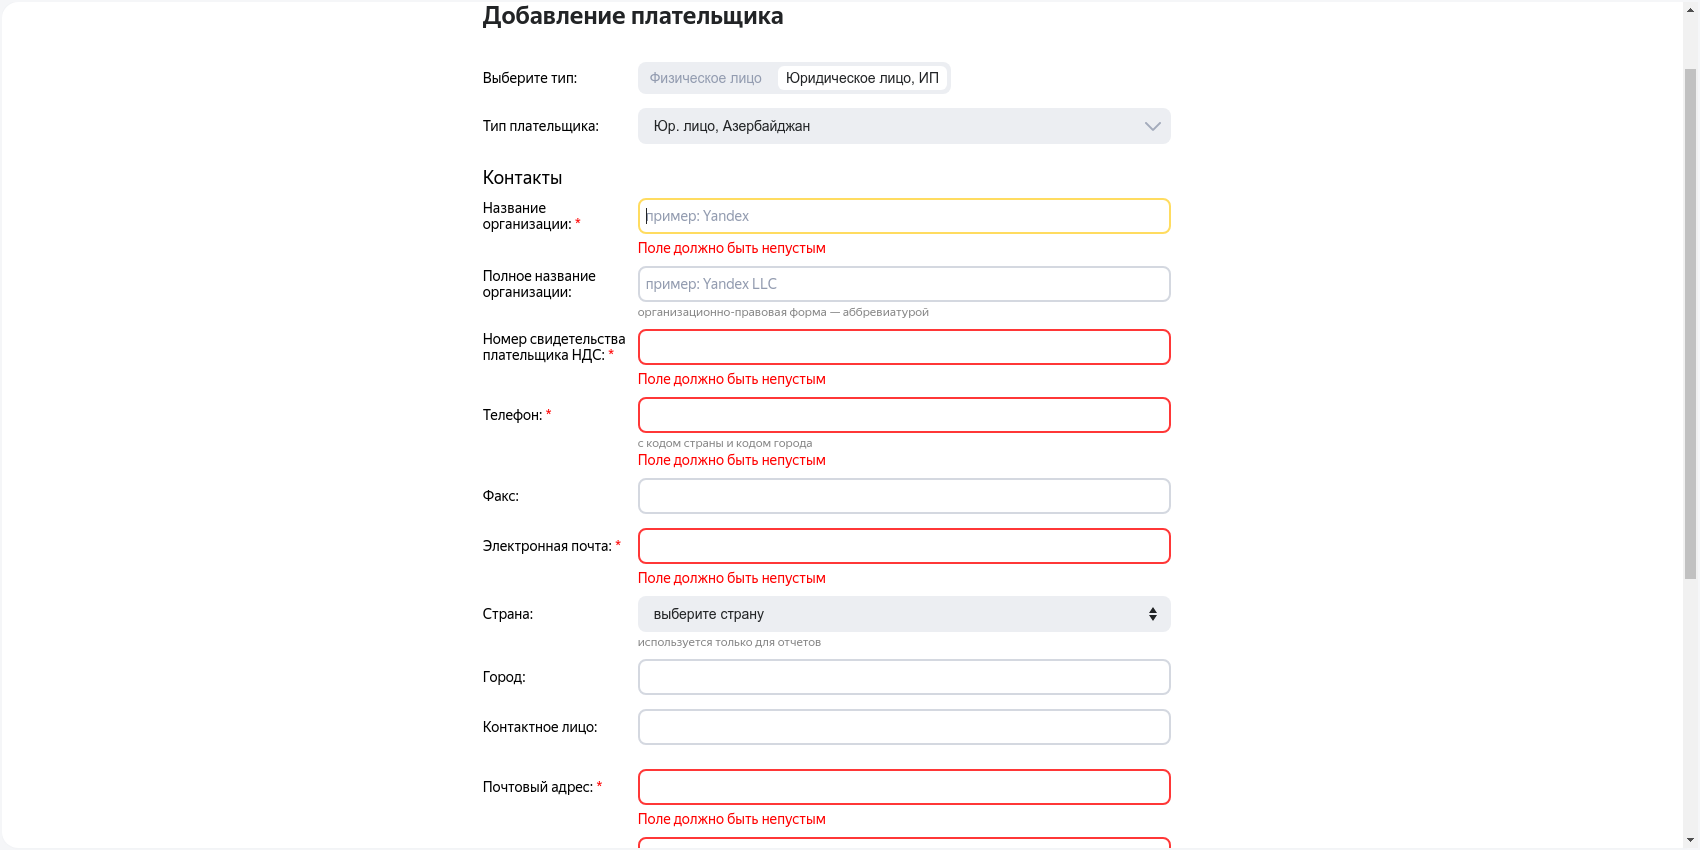 Добавление плательщика
Выберите тип:
Физическое лицо
Юридическое лицо, ИП
Тип плательщика:
Юр. лицо, Азербайджан
Контакты
Название
организации: *
пример: Yandex
Поле должно быть непустым
Полное название
организации:
пример: Yandex LLC
организационно-правовая форма — аббревиатурой
Номер свидетельства
плательщика НДС: *
Поле должно быть непустым
Телефон: *
с кодом страны и кодом города
Поле должно быть непустым
Факс:
Электронная почта: *
Поле должно быть непустым
Страна:
выберите страну
используется только для отчетов
Город:
Контактное лицо:
Почтовый адрес: *
Поле должно быть непустым